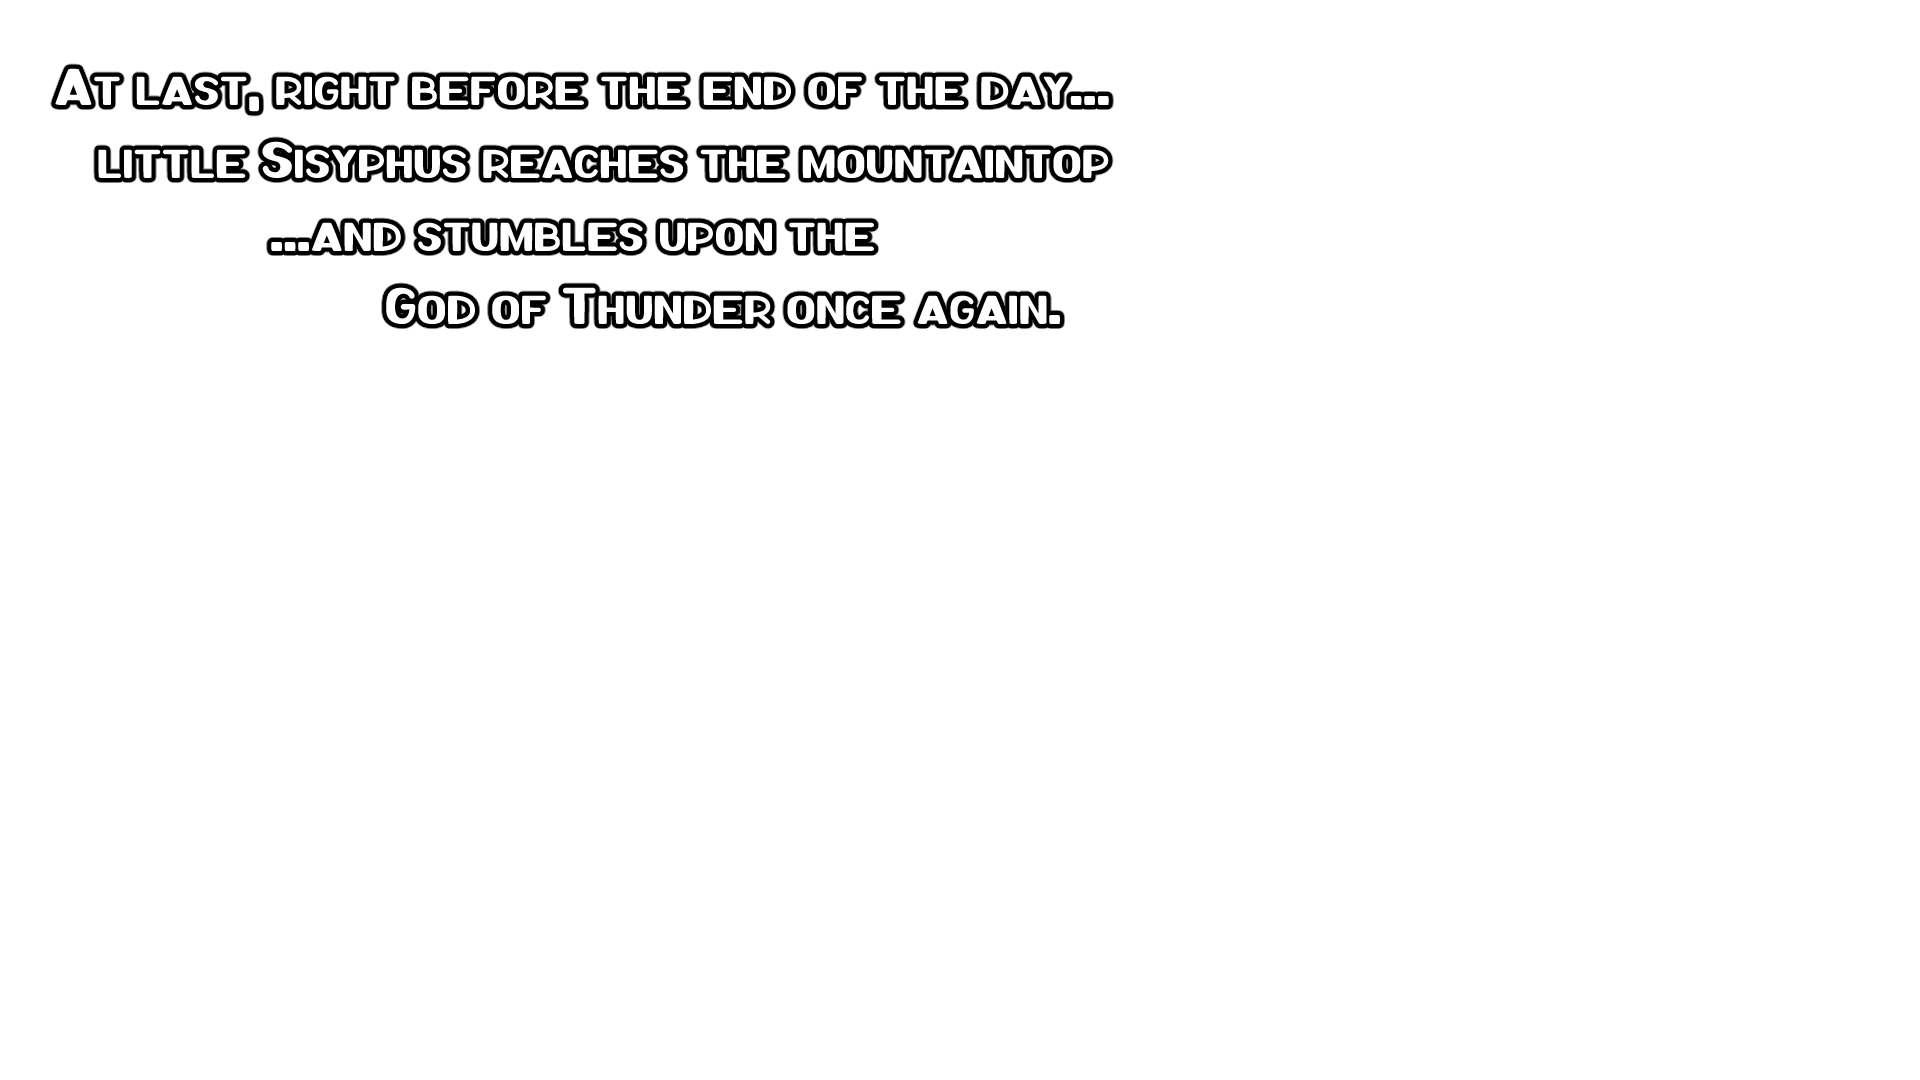 At last, right before the end of the day...
little Sisyphus reaches the mountaintop
...and stumbles upon the
God of Thunder once again.